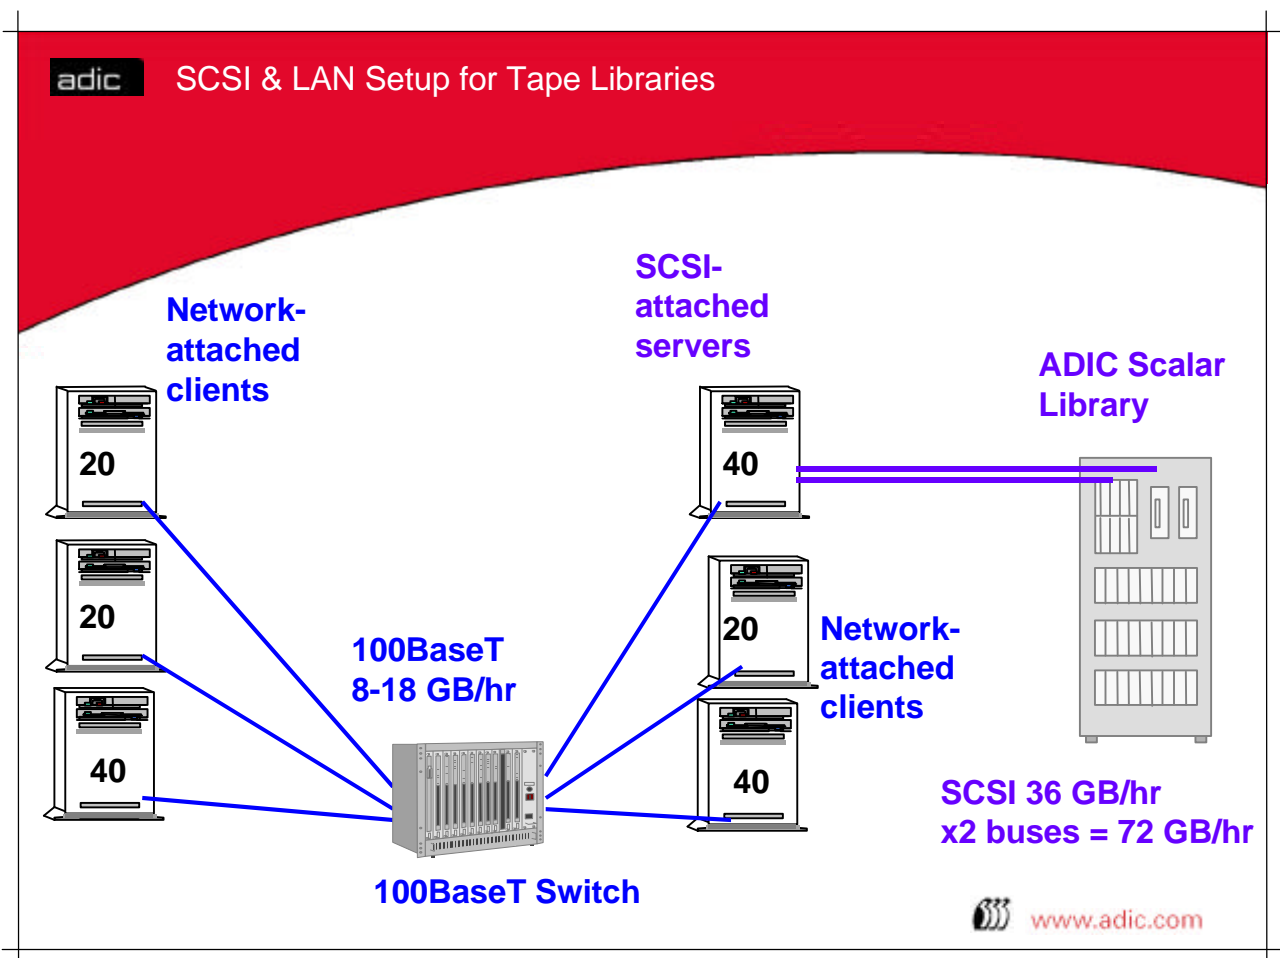 adic
SCSI & LAN Setup for Tape Libraries
Network-
attached
clients
SCSI-
attached
servers
ADIC Scalar
Library
20
40
20
20
Network-
attached
clients
100BaseT
8-18 GB/hr
40
40
SCSI 36 GB/hr
x2 buses = 72 GB/hr
100BaseT Switch
www.adic.com